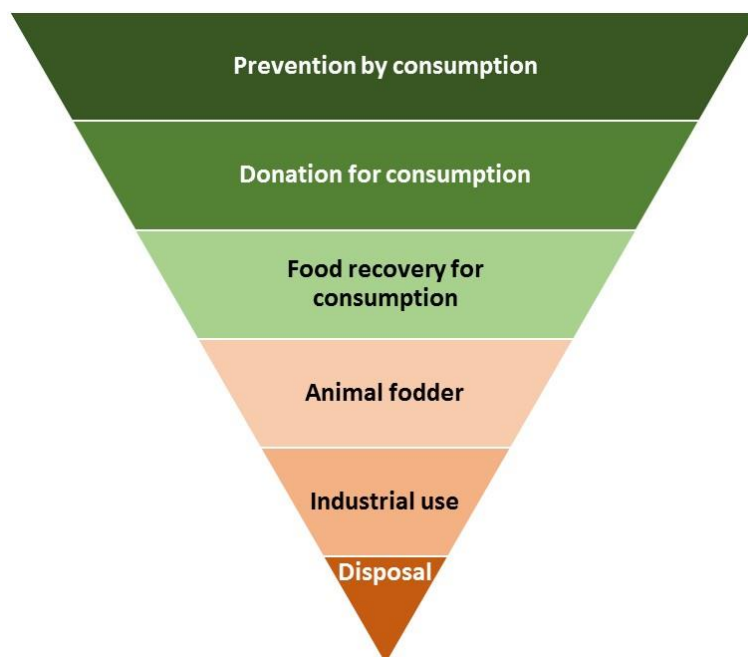 Prevention by consumption
Donation for consumption
Food recovery for
consumption
Animal fodder
Industrial use
Disposal